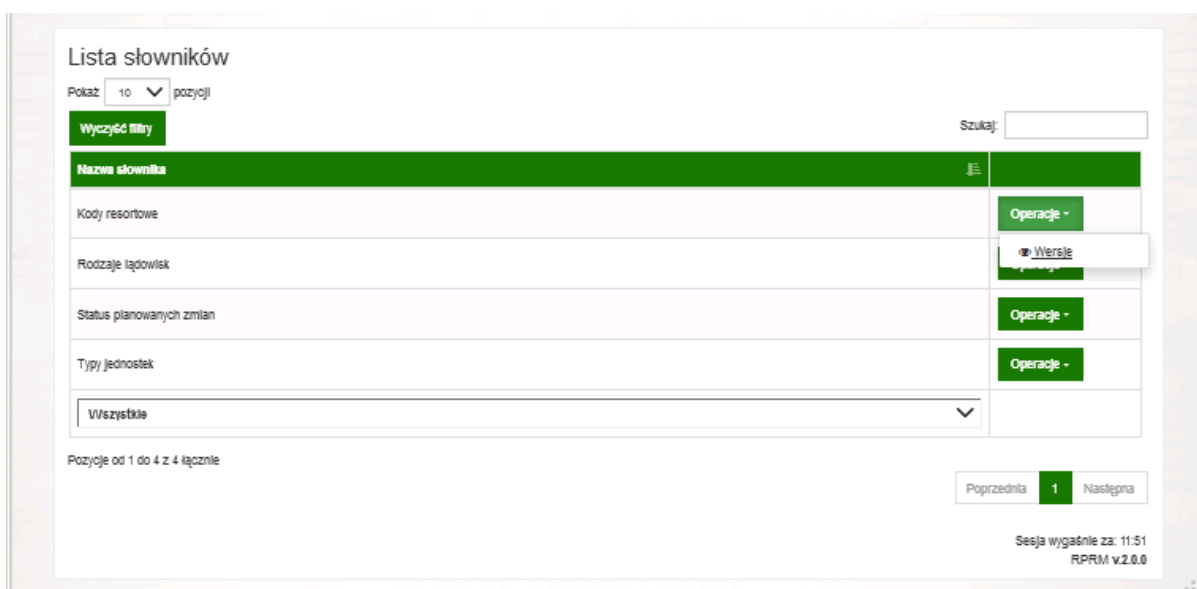 Lista słowników
Pokaż 10 pozycji
Wyczyść filtry
Szukaj:
Nazwa słownika
Kody resortowe Operacje
Wersje
Rodzaje lądowisk Operacje
Status planowanych zmian Operacje
Typy jednostek Operacje
Wszystkie
Pozycje od 1 do 4 z 4 łącznie
Poprzednia 1 Następna
Sesja wygaśnie za: 11:51
RPRM v.2.0.0